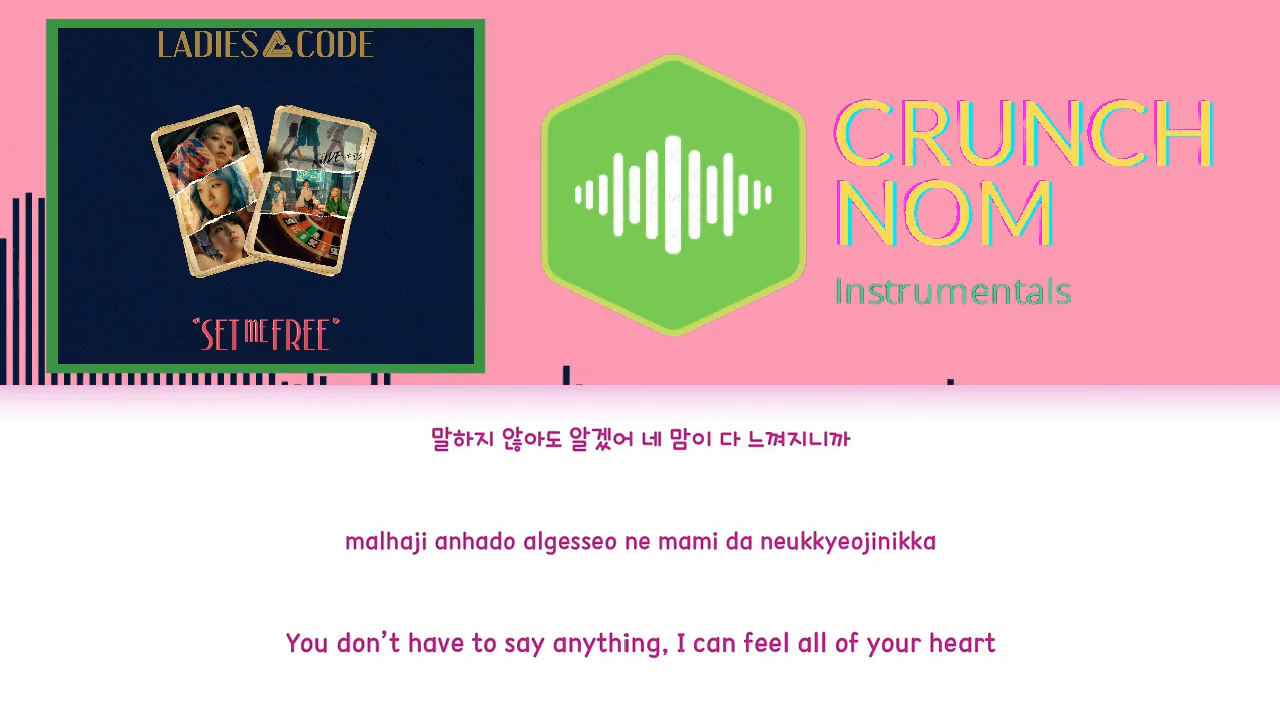 LADIES CODE
"SET ME FREE"
CRUNCH
NOM
Instrumentals
말하지 않아도 알겠어 네 맘이 다 느껴지니까
malhaji anhado algesseo ne mami da neukkyeojinikka
You don't have to say anything, I can feel all of your heart